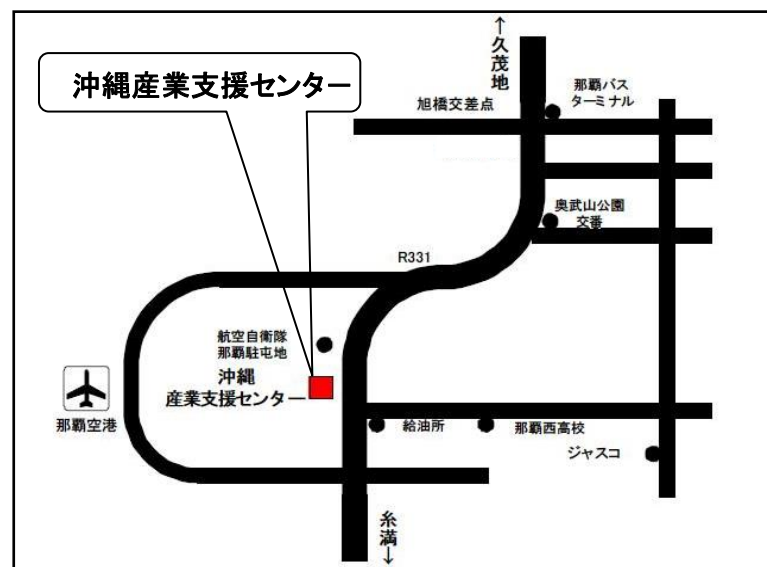 沖縄産業支援センター
↑久茂地
那覇バス
ターミナル
旭橋交差点
奥武山公園
交番
R331
航空自衛隊
那覇駐屯地
沖縄
産業支援センター
那覇空港
給油所
那覇西高校
ジャスコ
糸満↓